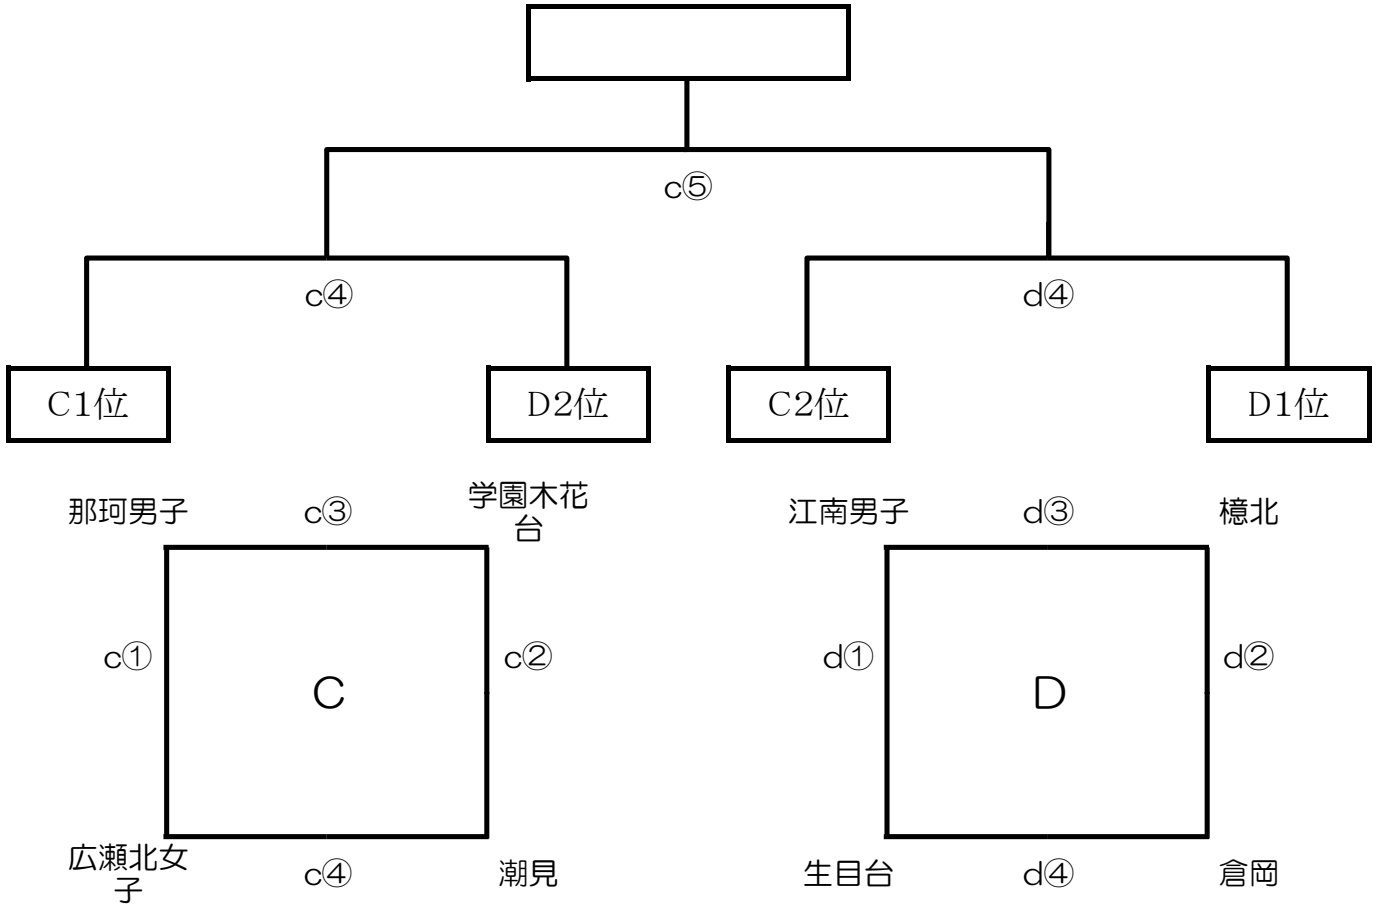 c⑤
c④
d④
C1位
D2位
C2位
D1位
那珂男子
c③
学園木花
台
江南男子
d③
檍北
c①
C
c②
d①
D
d②
広瀬北女
子
c④
潮見
生目台
d④
倉岡